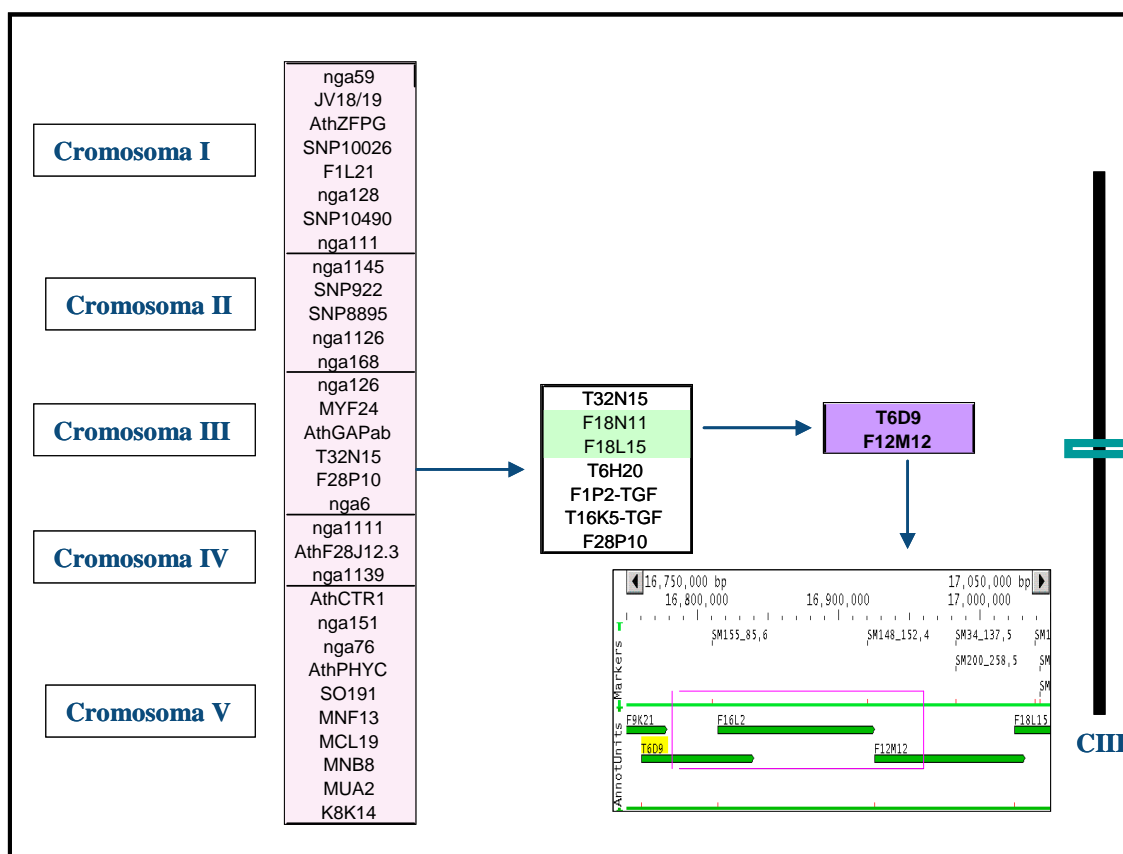 Cromosoma I
nga59
JV18/19
AthZFPG
SNP10026
F1L21
nga128
SNP10490
nga111
Cromosoma II
nga1145
SNP922
SNP8895
nga1126
nga168
Cromosoma III
nga126
MYF24
AthGAPab
T32N15
F28P10
nga6
Cromosoma IV
nga1111
AthF28J12.3
nga1139
Cromosoma V
AthCTR1
nga151
nga76
AthPHYC
SO191
MNF13
MCL19
MNB8
MUA2
K8K14
T32N15
F18N11
F18L15
T6H20
F1P2-TGF
T16K5-TGF
F28P10
T6D9
F12M12
16,750,000 bp 17,050,000 bp
16,800,000 16,900,000 17,000,000
Markers
SM155_85,6 SM148_152,4 SM34_137,5 SM1
SM200_258,5 SM
SM
AnnotUnits
F9K21 F16L2 F18L15
T6D9 F12M12
CIII